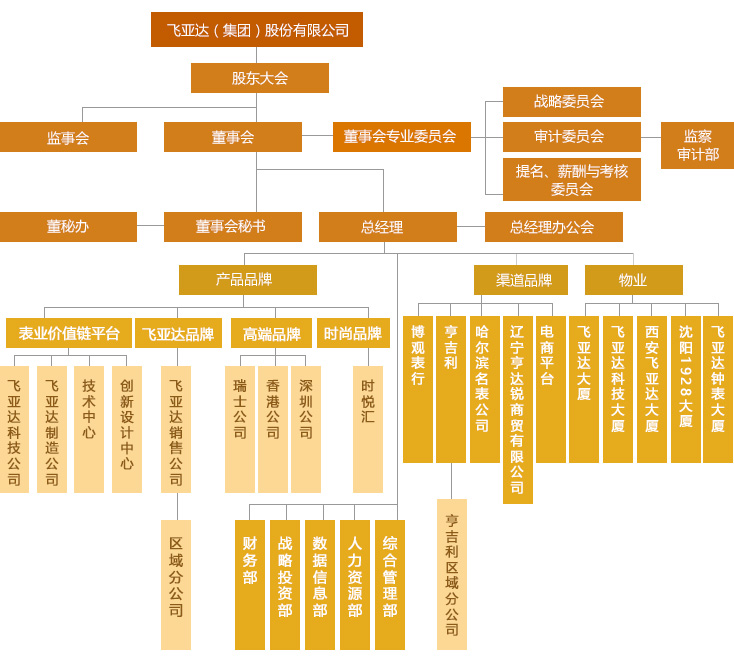 飞亚达（集团）股份有限公司
股东大会
监事会
董事会
董事会专业委员会
战略委员会
审计委员会
提名、薪酬与考核
委员会
监察
审计部
董秘办
董事会秘书
总经理
总经理办公会
产品品牌
渠道品牌
物业
表业价值链平台
飞亚达品牌
高端品牌
时尚品牌
飞亚达科技公司
飞亚达制造公司
技术中心
创新设计中心
飞亚达销售公司
瑞士公司
香港公司
深圳公司
时悦汇
博观表行
亨吉利
哈尔滨名表公司
辽宁亨达锐商贸有限公司
电商平台
飞亚达大厦
飞亚达科技大厦
西安飞亚达大厦
沈阳1928大厦
飞亚达钟表大厦
区域分公司
财务部
战略投资部
数据信息部
人力资源部
综合管理部
亨吉利区域分公司